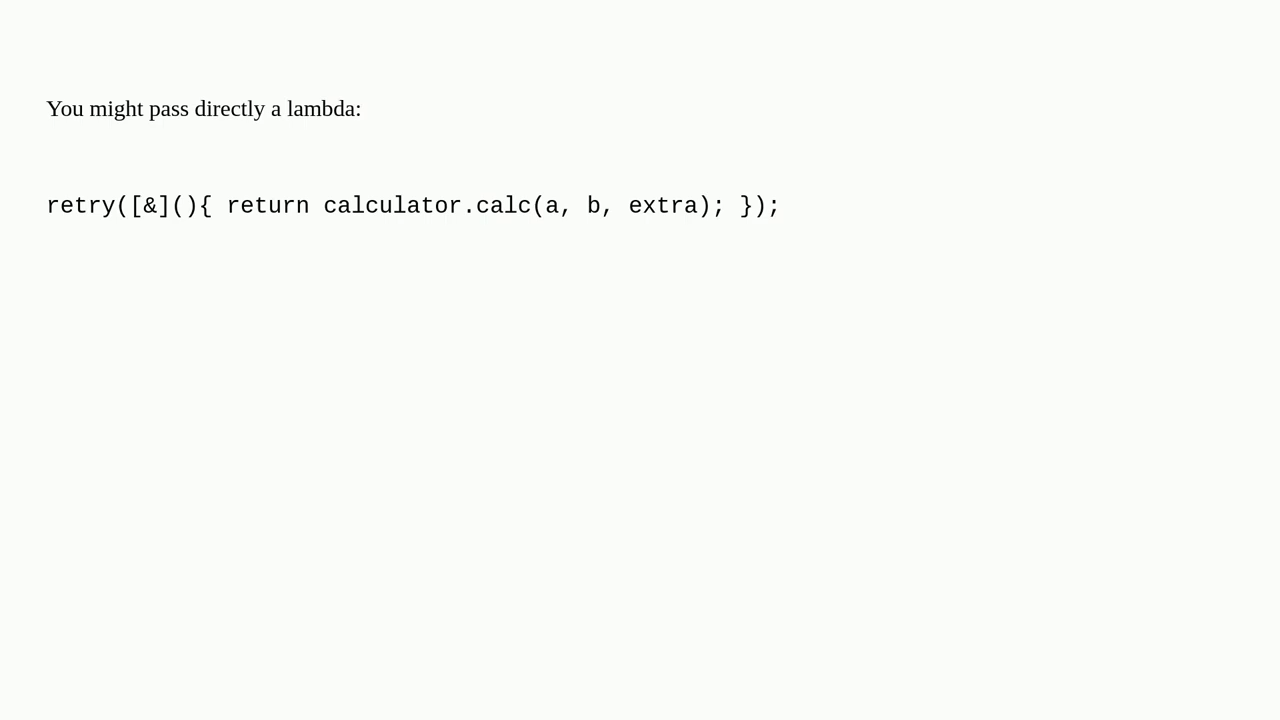 You might pass directly a lambda:
retry([&](){ return calculator.calc(a, b, extra); });